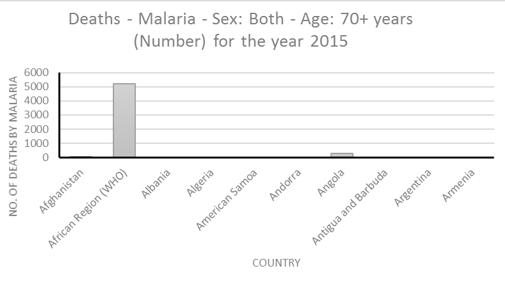 Deaths - Malaria - Sex: Both - Age: 70+ years
(Number) for the year 2015
NO. OF DEATHS BY MALARIA
6000
5000
4000
3000
2000
1000
0
Afghanistan
African Region (WHO)
Albania
Algeria
American Samoa
Andorra
Angola
Antigua and Barbuda
Argentina
Armenia
COUNTRY